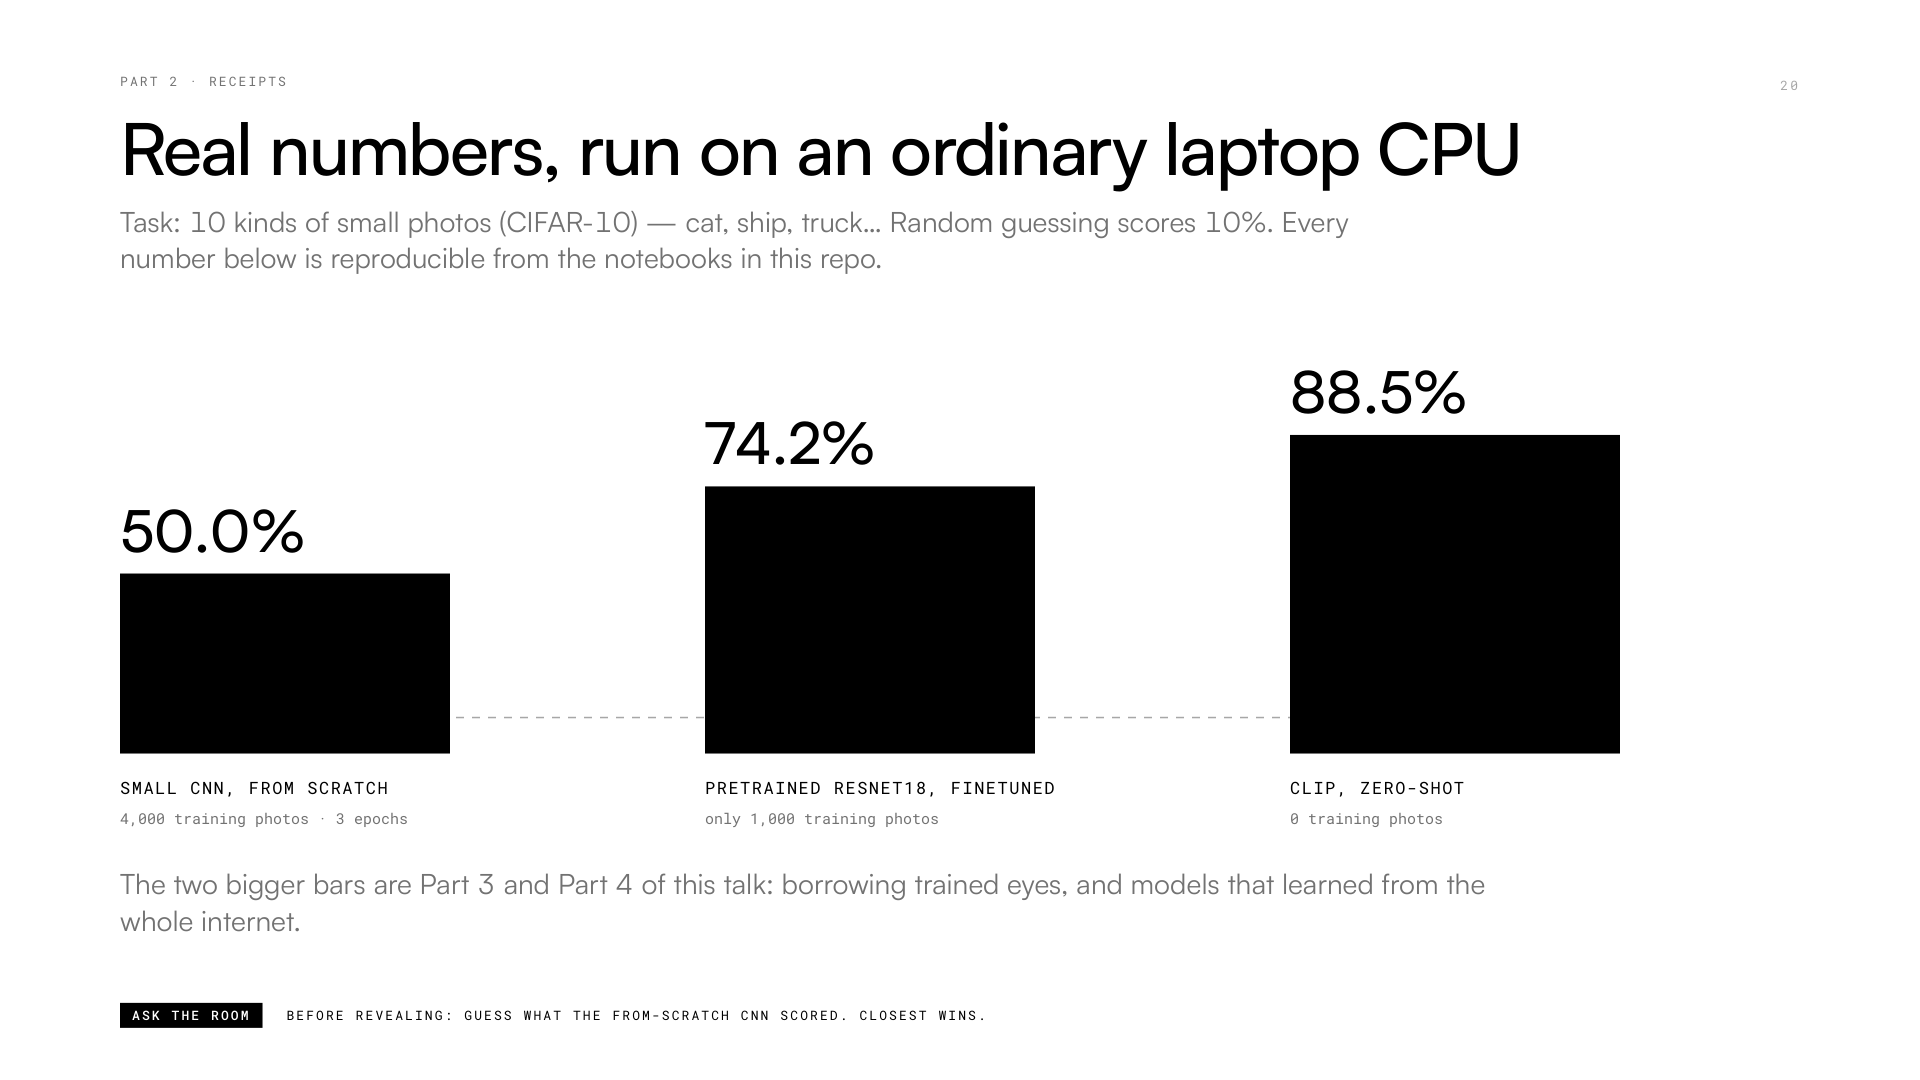 PART 2 · RECEIPTS
20
Real numbers, run on an ordinary laptop CPU
Task: 10 kinds of small photos (CIFAR-10) — cat, ship, truck… Random guessing scores 10%. Every
number below is reproducible from the notebooks in this repo.
50.0%
74.2%
88.5%
SMALL CNN, FROM SCRATCH
4,000 training photos · 3 epochs
PRETRAINED RESNET18, FINETUNED
only 1,000 training photos
CLIP, ZERO-SHOT
0 training photos
The two bigger bars are Part 3 and Part 4 of this talk: borrowing trained eyes, and models that learned from the
whole internet.
ASK THE ROOM
BEFORE REVEALING: GUESS WHAT THE FROM-SCRATCH CNN SCORED. CLOSEST WINS.